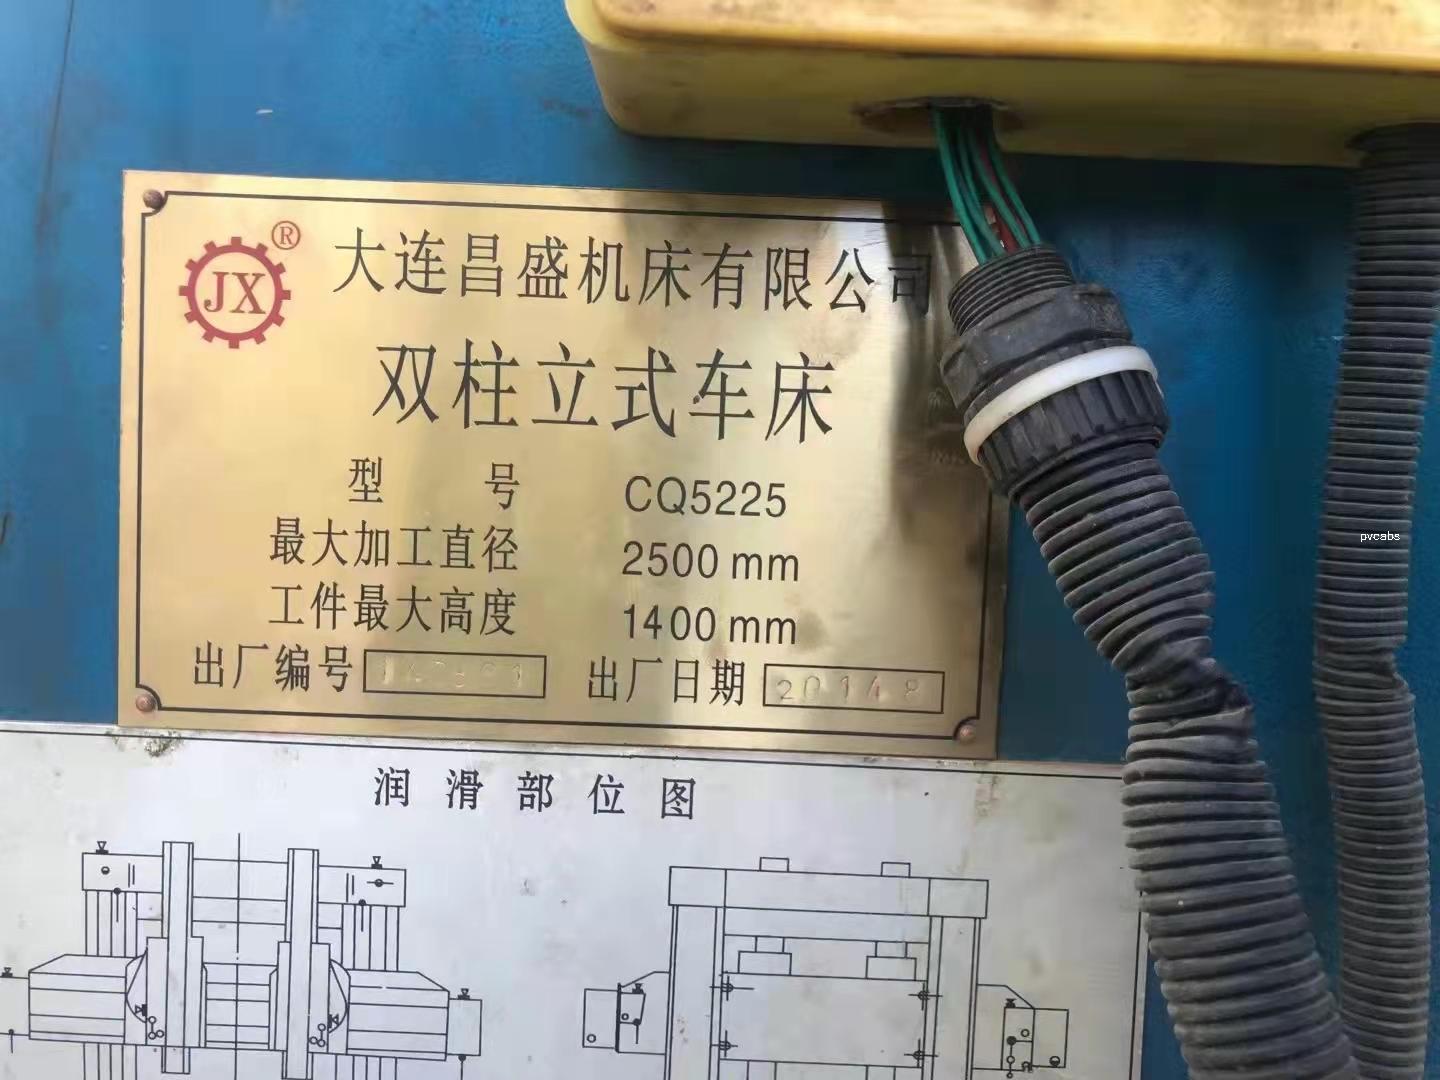 JX ®
大连昌盛机床有限公司
双柱立式车床
型 号 CQ5225
最大加工直径 2500 mm
工件最大高度 1400 mm
出厂编号 出厂日期 20148
润滑部位图
pvcabs